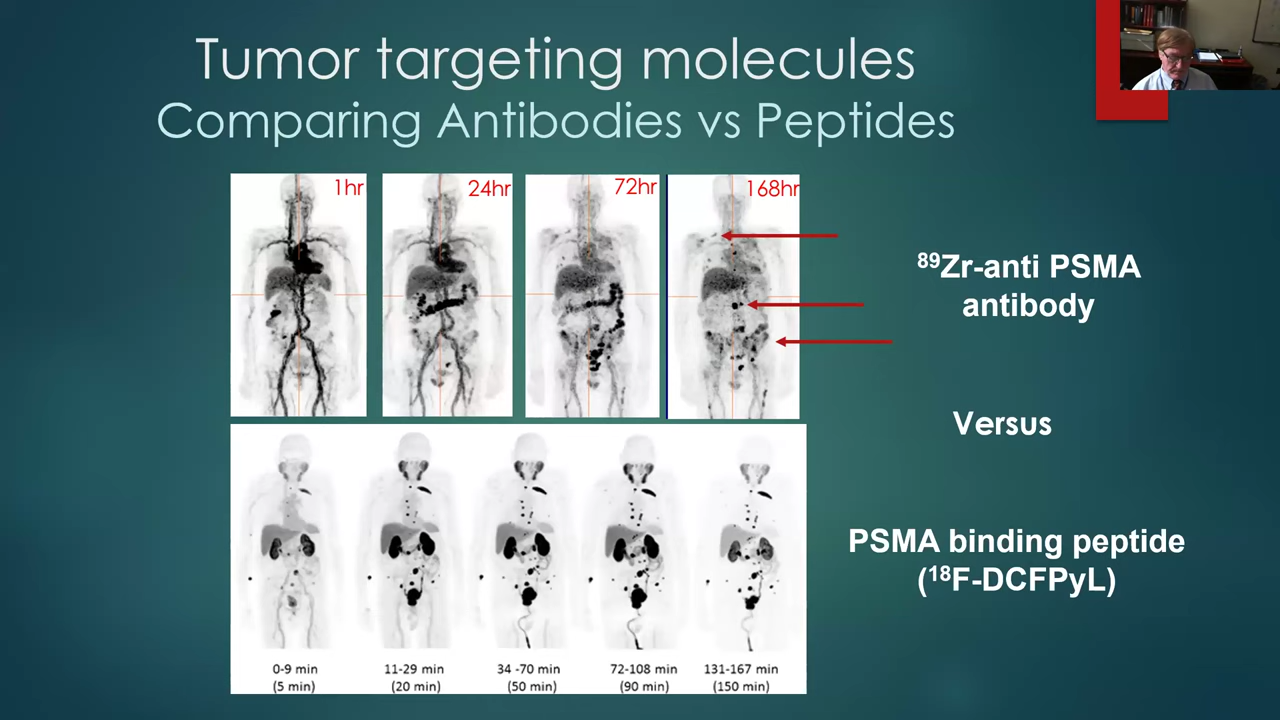 Tumor targeting molecules
Comparing Antibodies vs Peptides
1hr
24hr
72hr
168hr
⁸⁹Zr-anti PSMA
antibody
Versus
PSMA binding peptide
(¹⁸F-DCFPyL)
0-9 min
(5 min)
11-29 min
(20 min)
34 -70 min
(50 min)
72-108 min
(90 min)
131-167 min
(150 min)